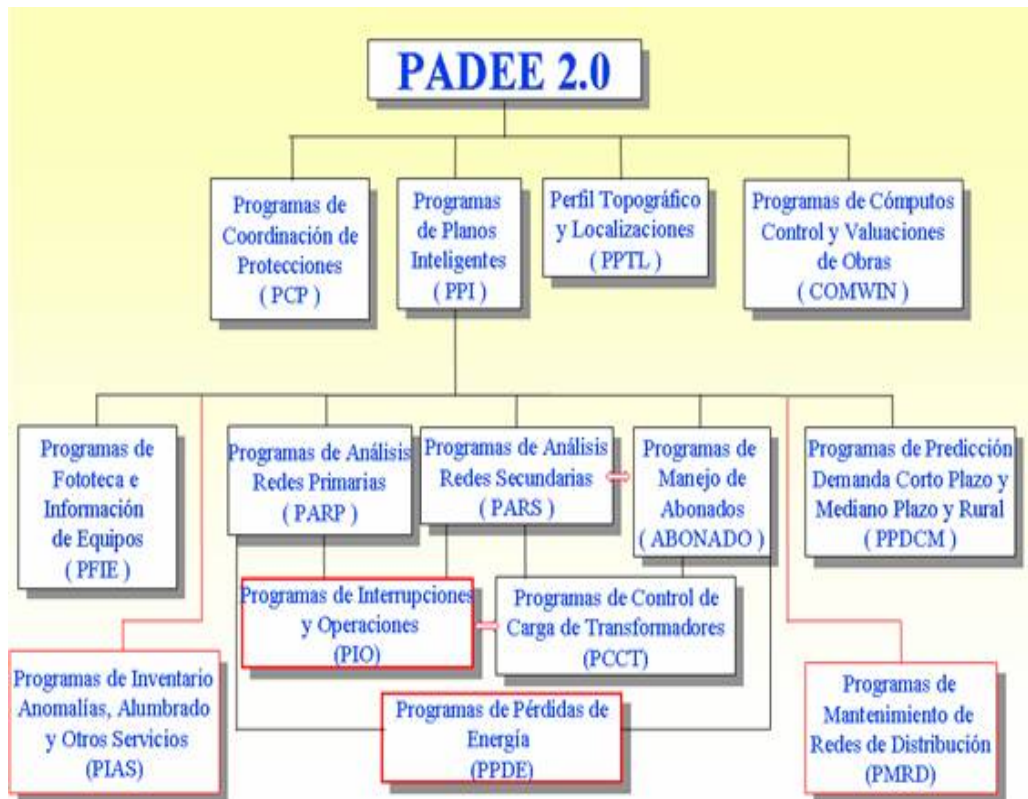 PADEE 2.0
Programas de
Coordinación de
Protecciones
( PCP )
Programas
de Planos
Inteligentes
( PPI )
Perfil Topográfico
y Localizaciones
( PPTL )
Programas de Cómputos
Control y Valuaciones
de Obras
( COMWIN )
Programas de
Fototeca e
Información
de Equipos
( PFIE )
Programas de Análisis
Redes Primarias
( PARP )
Programas de Análisis
Redes Secundarias
( PARS )
Programas de
Manejo de
Abonados
( ABONADO )
Programas de Predicción
Demanda Corto Plazo y
Mediano Plazo y Rural
( PPDCM )
Programas de Interrupciones
y Operaciones
(PIO)
Programas de Control de
Carga de Transformadores
(PCCT)
Programas de Inventario
Anomalías, Alumbrado
y Otros Servicios
(PIAS)
Programas de Pérdidas de
Energía
(PPDE)
Programas de
Mantenimiento de
Redes de Distribución
(PMRD)